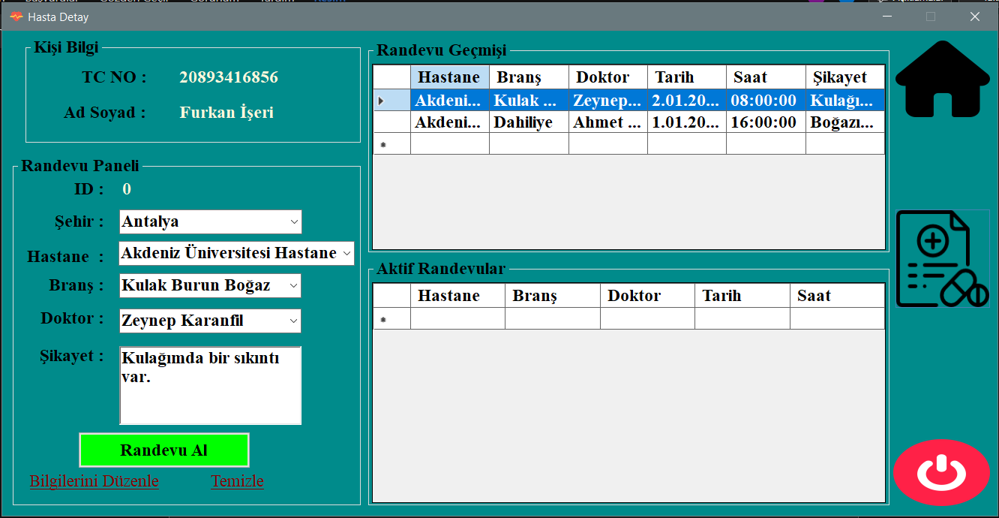 Hasta Detay
Kişi Bilgi
TC NO : 20893416856
Ad Soyad : Furkan İşeri
Randevu Paneli
ID : 0
Şehir : Antalya
Hastane : Akdeniz Üniversitesi Hastane
Branş : Kulak Burun Boğaz
Doktor : Zeynep Karanfil
Şikayet : Kulağımda bir sıkıntı
var.
Randevu Al
Bilgilerini Düzenle Temizle
Randevu Geçmişi
Hastane Branş Doktor Tarih Saat Şikayet
Akdeni... Kulak ... Zeynep... 2.01.20... 08:00:00 Kulağı...
Akdeni... Dahiliye Ahmet ... 1.01.20... 16:00:00 Boğazı...
Aktif Randevular
Hastane Branş Doktor Tarih Saat